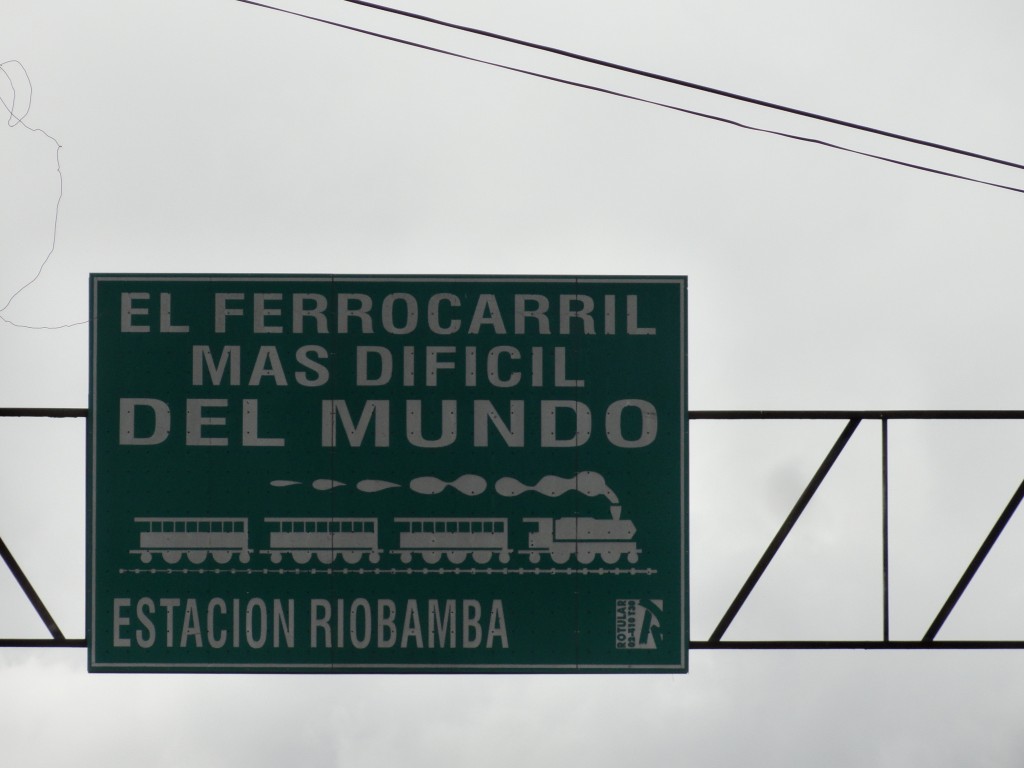 EL FERROCARRIL
MAS DIFICIL
DEL MUNDO
ESTACION RIOBAMBA
ROTULAR